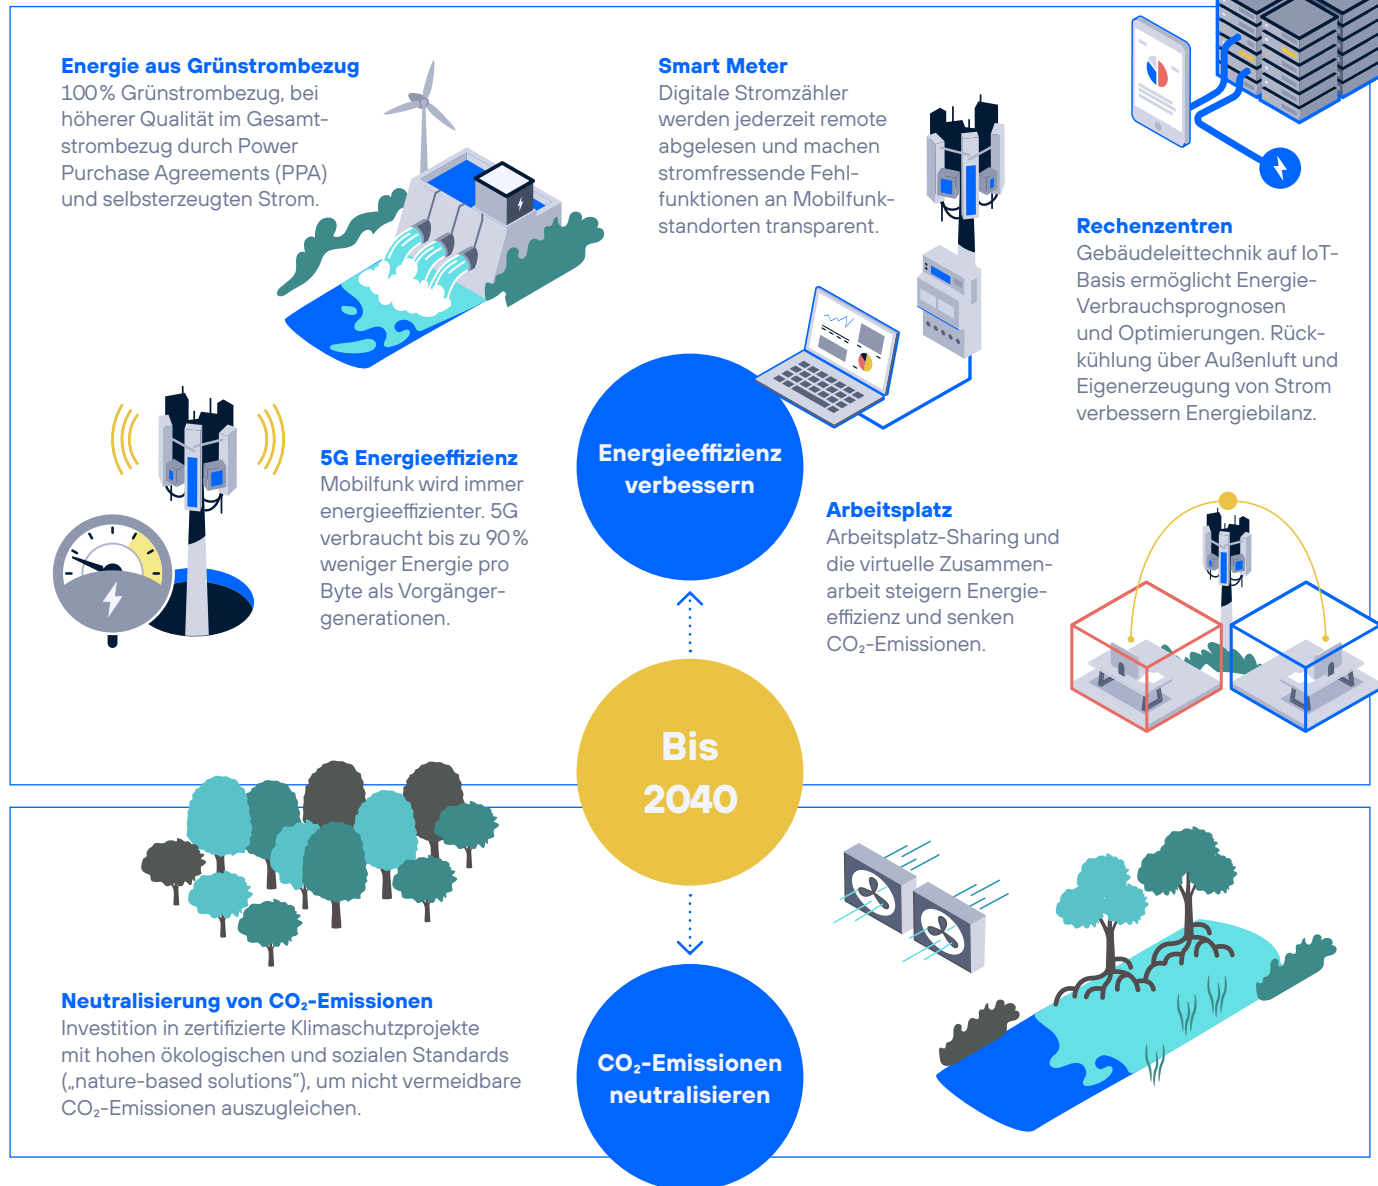 Energie aus Grünstrombezug
100 % Grünstrombezug, bei
höherer Qualität im Gesamt-
strombezug durch Power
Purchase Agreements (PPA)
und selbsterzeugten Strom.
Smart Meter
Digitale Stromzähler
werden jederzeit remote
abgelesen und machen
stromfressende Fehl-
funktionen an Mobilfunk-
standorten transparent.
Rechenzentren
Gebäudeleittechnik auf IoT-
Basis ermöglicht Energie-
Verbrauchsprognosen
und Optimierungen. Rück-
kühlung über Außenluft und
Eigenerzeugung von Strom
verbessern Energiebilanz.
5G Energieeffizienz
Mobilfunk wird immer
energieeffizienter. 5G
verbraucht bis zu 90 %
weniger Energie pro
Byte als Vorgänger-
generationen.
Energieeffizienz
verbessern
Arbeitsplatz
Arbeitsplatz-Sharing und
die virtuelle Zusammen-
arbeit steigern Energie-
effizienz und senken
CO₂-Emissionen.
Bis
2040
Neutralisierung von CO₂-Emissionen
Investition in zertifizierte Klimaschutzprojekte
mit hohen ökologischen und sozialen Standards
(„nature-based solutions“), um nicht vermeidbare
CO₂-Emissionen auszugleichen.
CO₂-Emissionen
neutralisieren